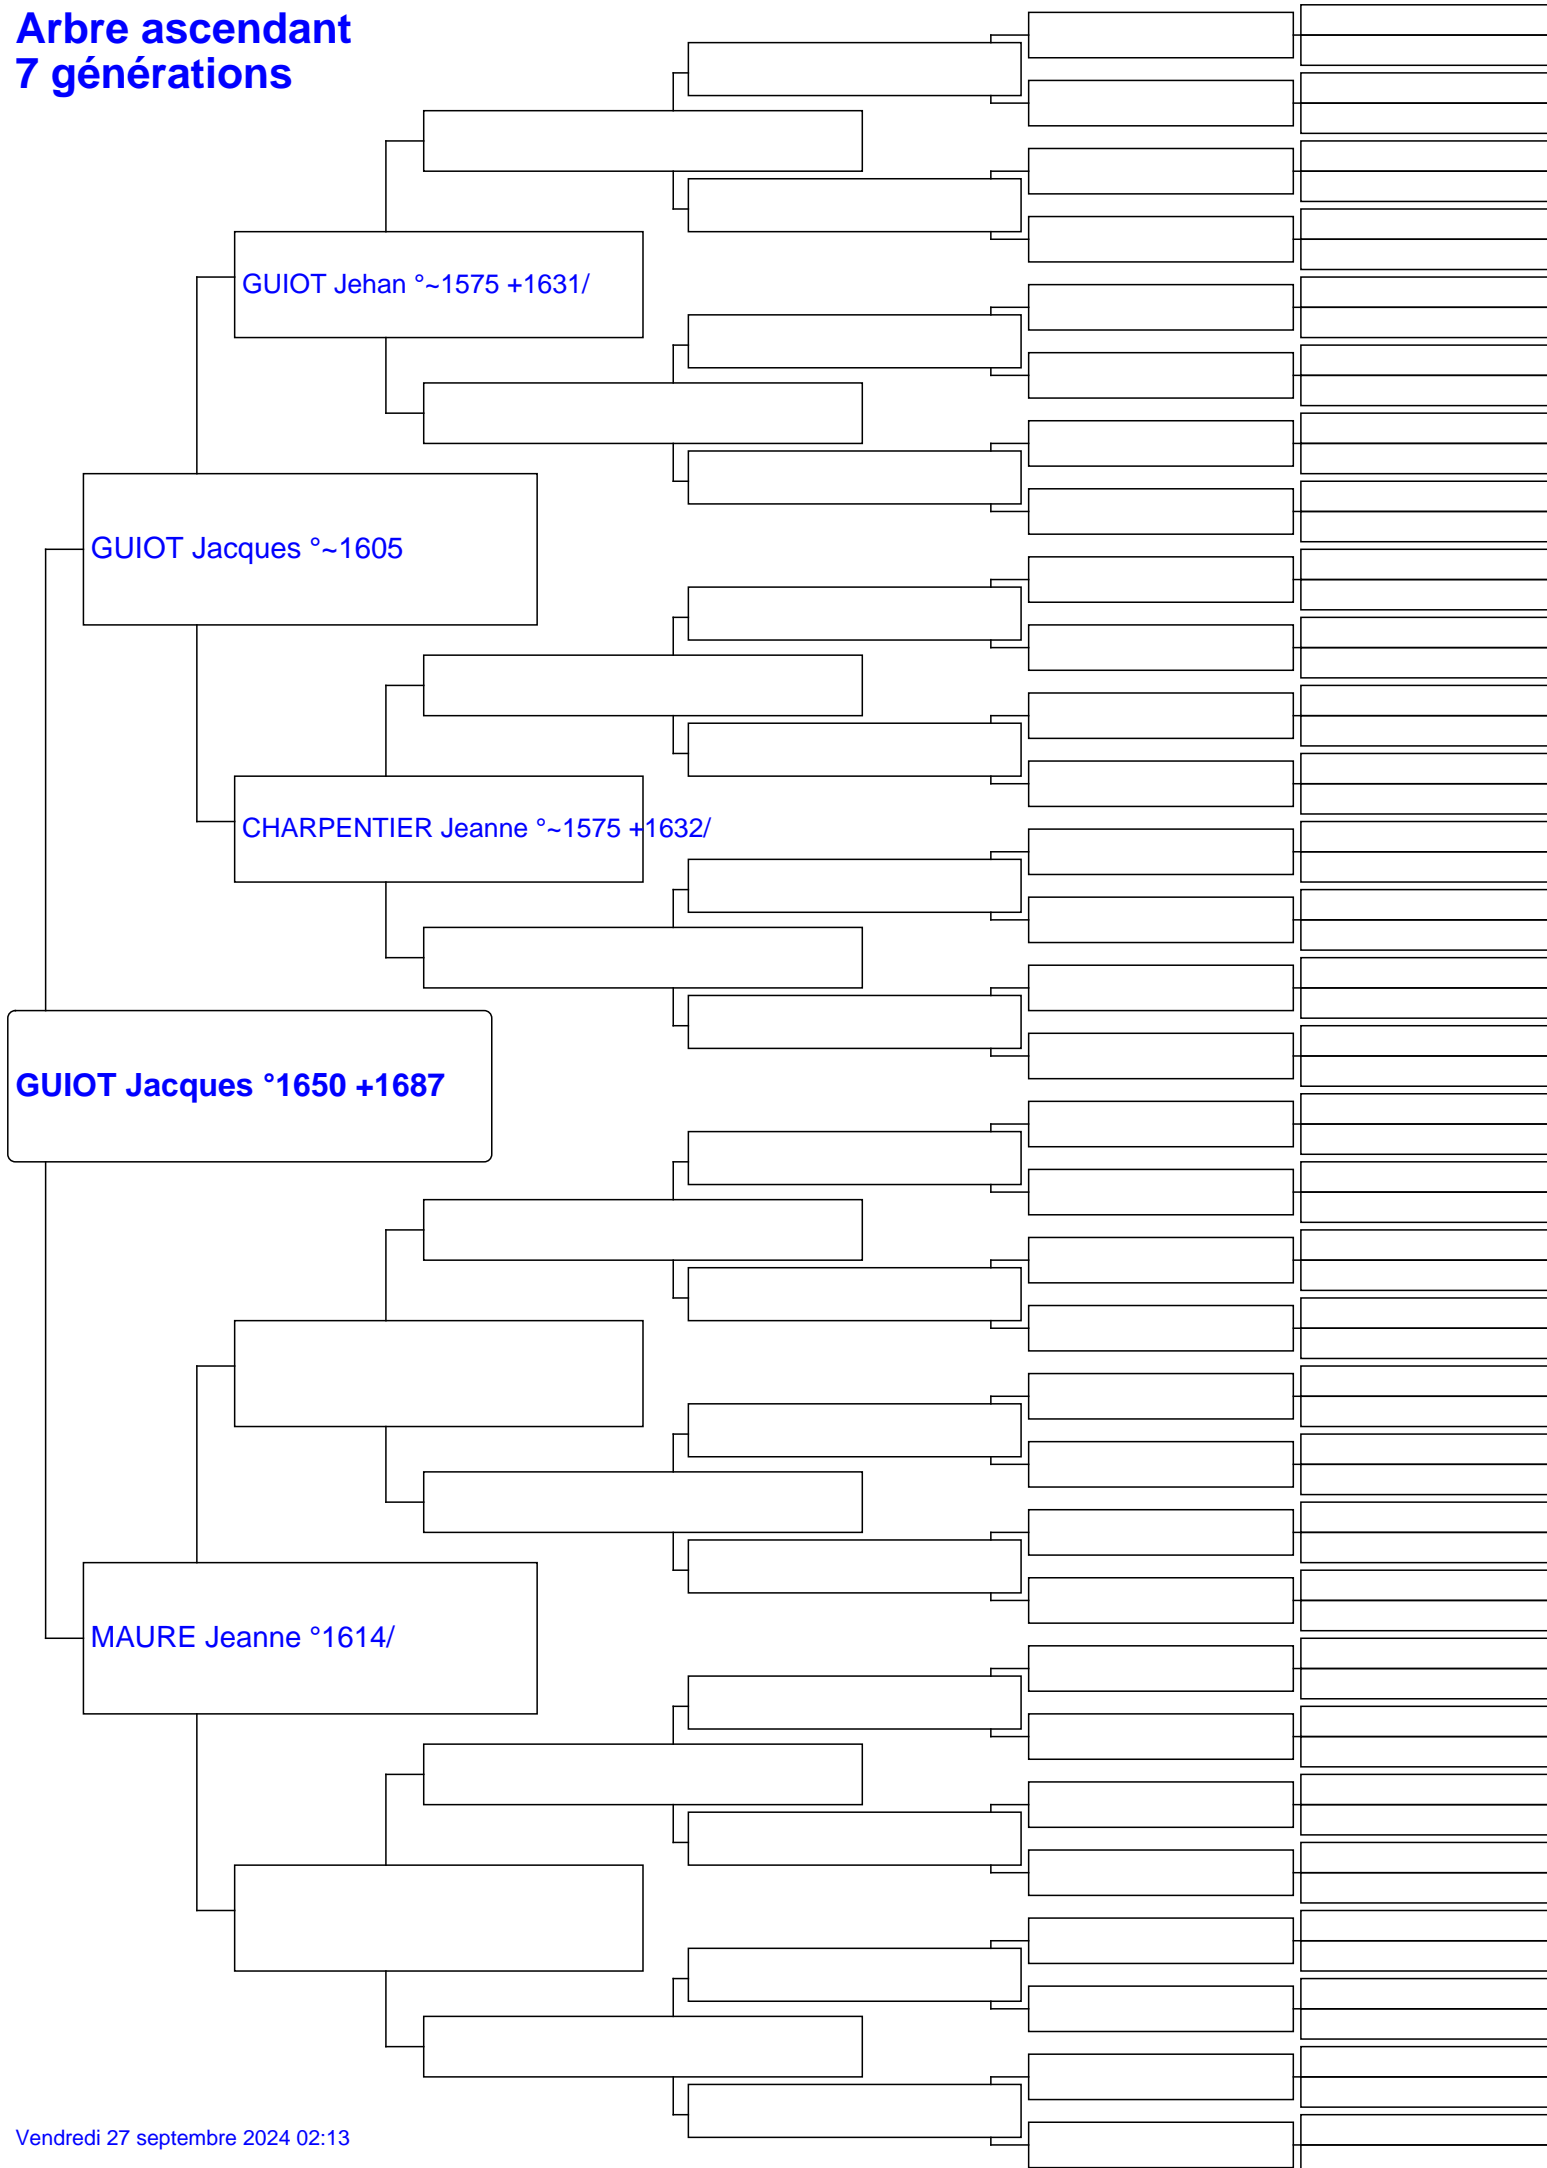 Arbre ascendant
7 générations
GUIOT Jehan °~1575 +1631/
GUIOT Jacques °~1605
CHARPENTIER Jeanne °~1575 +1632/
GUIOT Jacques °1650 +1687
MAURE Jeanne °1614/
Vendredi 27 septembre 2024 02:13